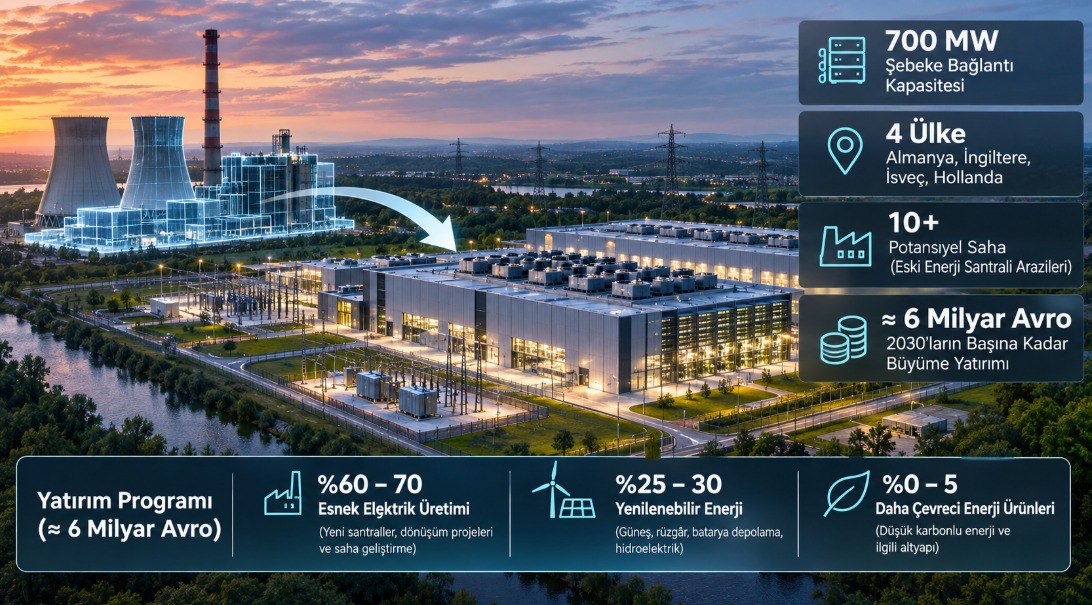 700 MW
Şebeke Bağlantı
Kapasitesi
4 Ülke
Almanya, İngiltere,
İsveç, Hollanda
10+
Potansıyel Saha
(Eski Enerji Santrali Arazileri)
≈ 6 Milyar Avro
2030'ların Başına Kadar
Büyüme Yatırımı
Yatırım Programı
(≈ 6 Milyar Avro)
%60 – 70
Esnek Elşktrik Üretimi
(Yeni santraller, dönüşüm projeleri
ve saha geliştirme)
%25 – 30
Yenilenebilir Enerji
(Güneş, rüzgâr, batarya depolama,
hidroelektrik)
%0 – 5
Daha Çevreci Enerji Ürünleri
(Düşük karbonlu enerji ve
ilgili altyapı)